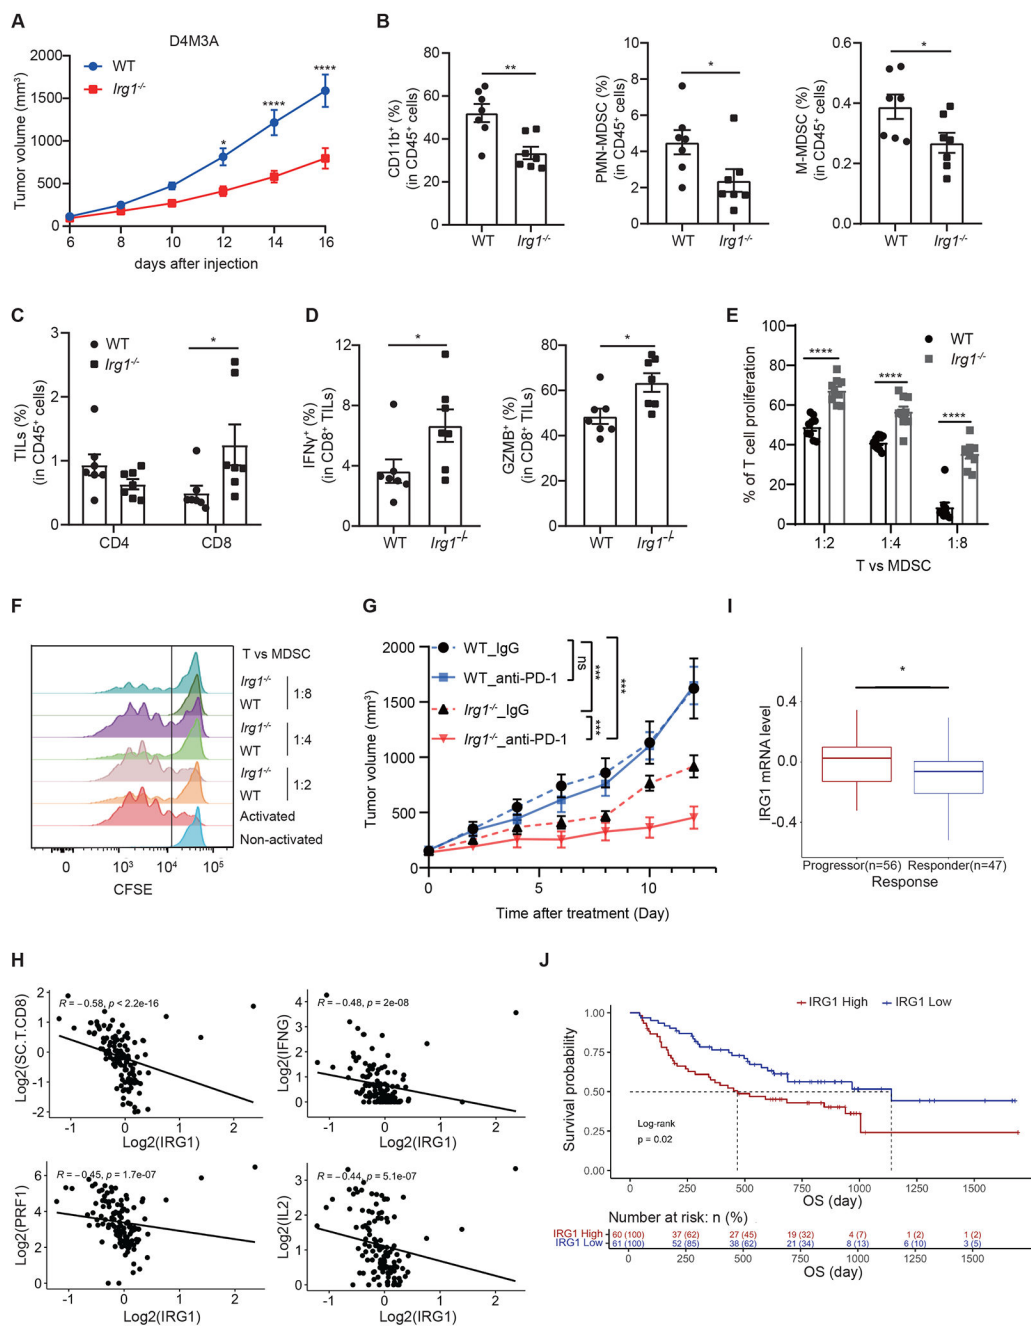 A
D4M3A
2000
1500
1000
500
0
WT
Irg1-/-
*
****
****
Tumor volume (mm3)
6 8 10 12 14 16
days after injection
B
80
60
40
20
0
**
CD11b+ (%)
(in CD45+ cells)
WT Irg1-/-
10
8
6
4
2
0
*
PMN-MDSC (%)
(in CD45+ cells)
WT Irg1-/-
0.6
0.4
0.2
0.0
*
M-MDSC (%)
(in CD45+ cells)
WT Irg1-/-
C
3
2
1
0
WT
Irg1-/-
*
TILs (%)
(in CD45+ cells)
CD4 CD8
D
12
8
4
0
*
IFNγ+ (%)
(in CD8+ TILs)
WT Irg1-/-
80
60
40
20
0
*
GZMB+ (%)
(in CD8+ TILs)
WT Irg1-/-
E
100
80
60
40
20
0
WT
Irg1-/-
****
****
****
% of T cell proliferation
1:2 1:4 1:8
T vs MDSC
F
T vs MDSC
Irg1-/-
WT
1:8
Irg1-/-
WT
1:4
Irg1-/-
WT
1:2
Activated
Non-activated
0 103 104 105
CFSE
G
2000
1500
1000
500
0
WT_IgG
WT_anti-PD-1
Irg1-/-_IgG
Irg1-/-_anti-PD-1
ns
***
***
***
Tumor volume (mm3)
0 5 10
Time after treatment (Day)
I
*
0.4
0.0
-0.4
IRG1 mRNA level
Progressor(n=56) Responder(n=47)
Response
H
R = −0.58, p < 2.2e-16
2
1
0
-1
-2
Log2(SC.T.CD8)
-1 0 1 2
Log2(IRG1)
R = −0.48, p = 2e-08
4
3
2
1
0
Log2(IFNG)
-1 0 1 2
Log2(IRG1)
R = −0.45, p = 1.7e-07
6
4
2
0
Log2(PRF1)
-1 0 1 2
Log2(IRG1)
R = −0.44, p = 5.1e-07
3
2
1
0
Log2(IL2)
-1 0 1 2
Log2(IRG1)
J
IRG1 High IRG1 Low
1.00
0.75
0.50
0.25
0.00
Survival probability
Log-rank
p = 0.02
0 250 500 750 1000 1250 1500
OS (day)
Number at risk: n (%)
IRG1 High 60 (100) 37 (62) 27 (45) 19 (32) 4 (7) 1 (2) 1 (2)
IRG1 Low 61 (100) 52 (85) 38 (62) 21 (34) 8 (13) 6 (10) 3 (5)
0 250 500 750 1000 1250 1500
OS (day)